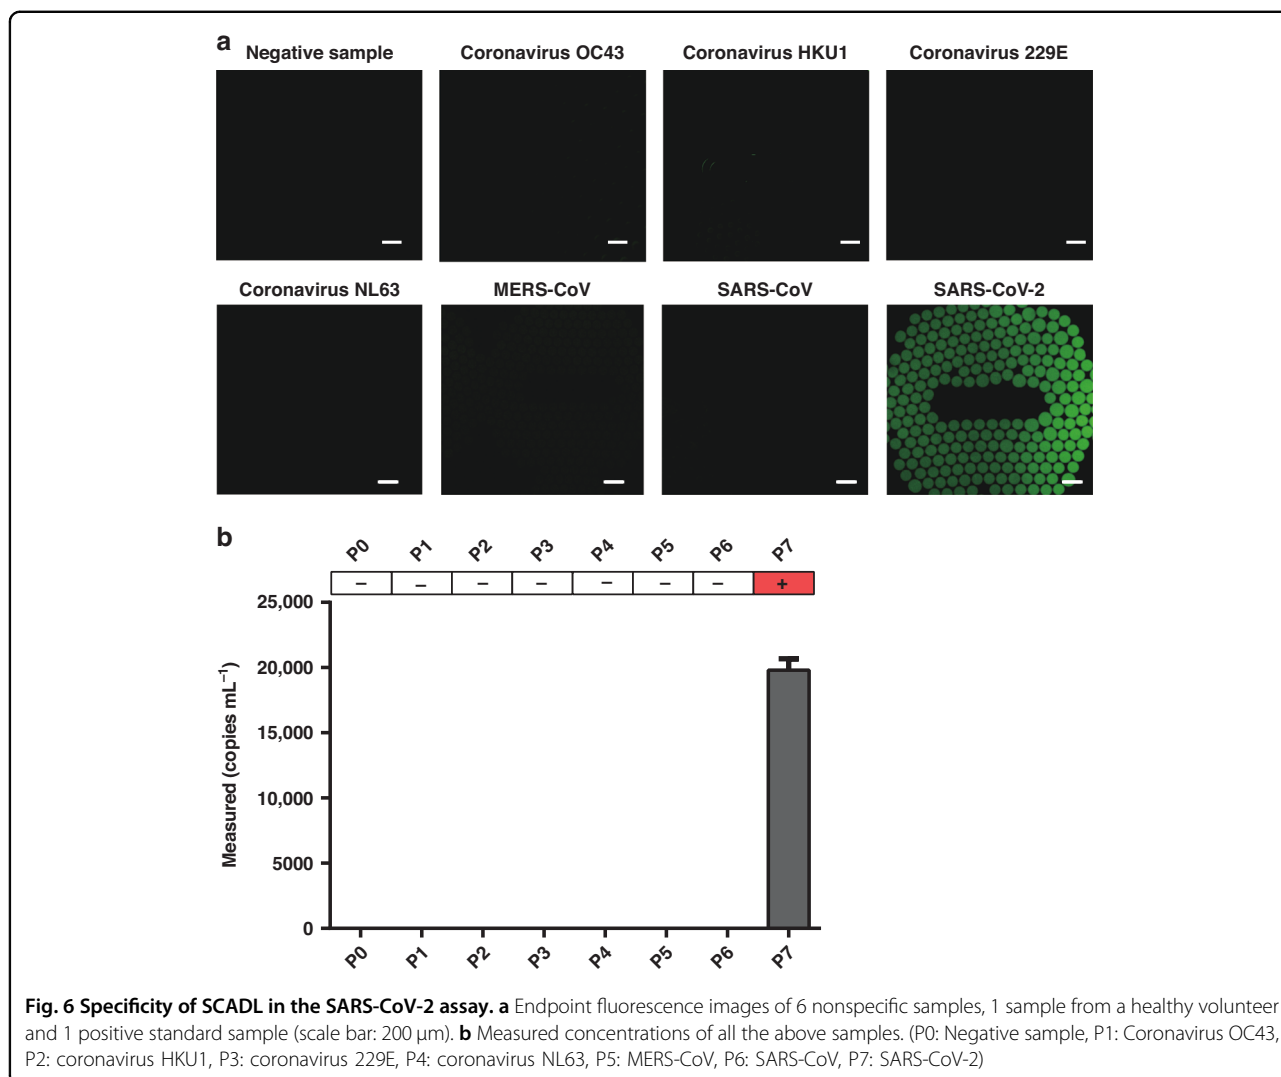 a
Negative sample Coronavirus OC43 Coronavirus HKU1 Coronavirus 229E
Coronavirus NL63 MERS-CoV SARS-CoV SARS-CoV-2
b
P0 P1 P2 P3 P4 P5 P6 P7
– – – – – – – +
25,000
20,000
15,000
10,000
5000
0
Measured (copies mL⁻¹)
P0 P1 P2 P3 P4 P5 P6 P7
Fig. 6 Specificity of SCADL in the SARS-CoV-2 assay. a Endpoint fluorescence images of 6 nonspecific samples, 1 sample from a healthy volunteer
and 1 positive standard sample (scale bar: 200 μm). b Measured concentrations of all the above samples. (P0: Negative sample, P1: Coronavirus OC43,
P2: coronavirus HKU1, P3: coronavirus 229E, P4: coronavirus NL63, P5: MERS-CoV, P6: SARS-CoV, P7: SARS-CoV-2)